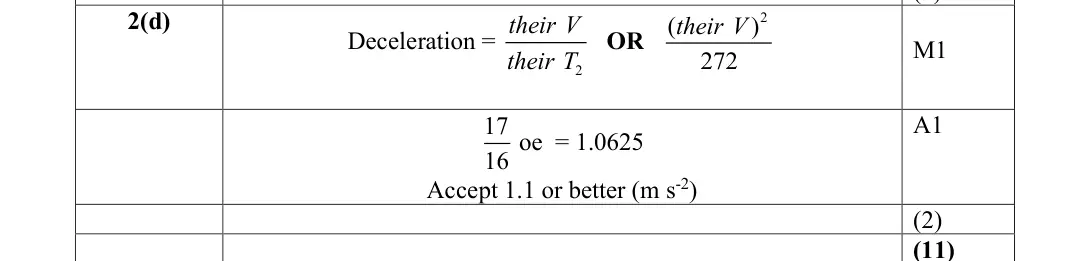 2(d)
Deceleration = their V / their T₂ OR (their V)² / 272
M1
17/16 oe = 1.0625
A1
Accept 1.1 or better (m s⁻²)
(2)
(11)